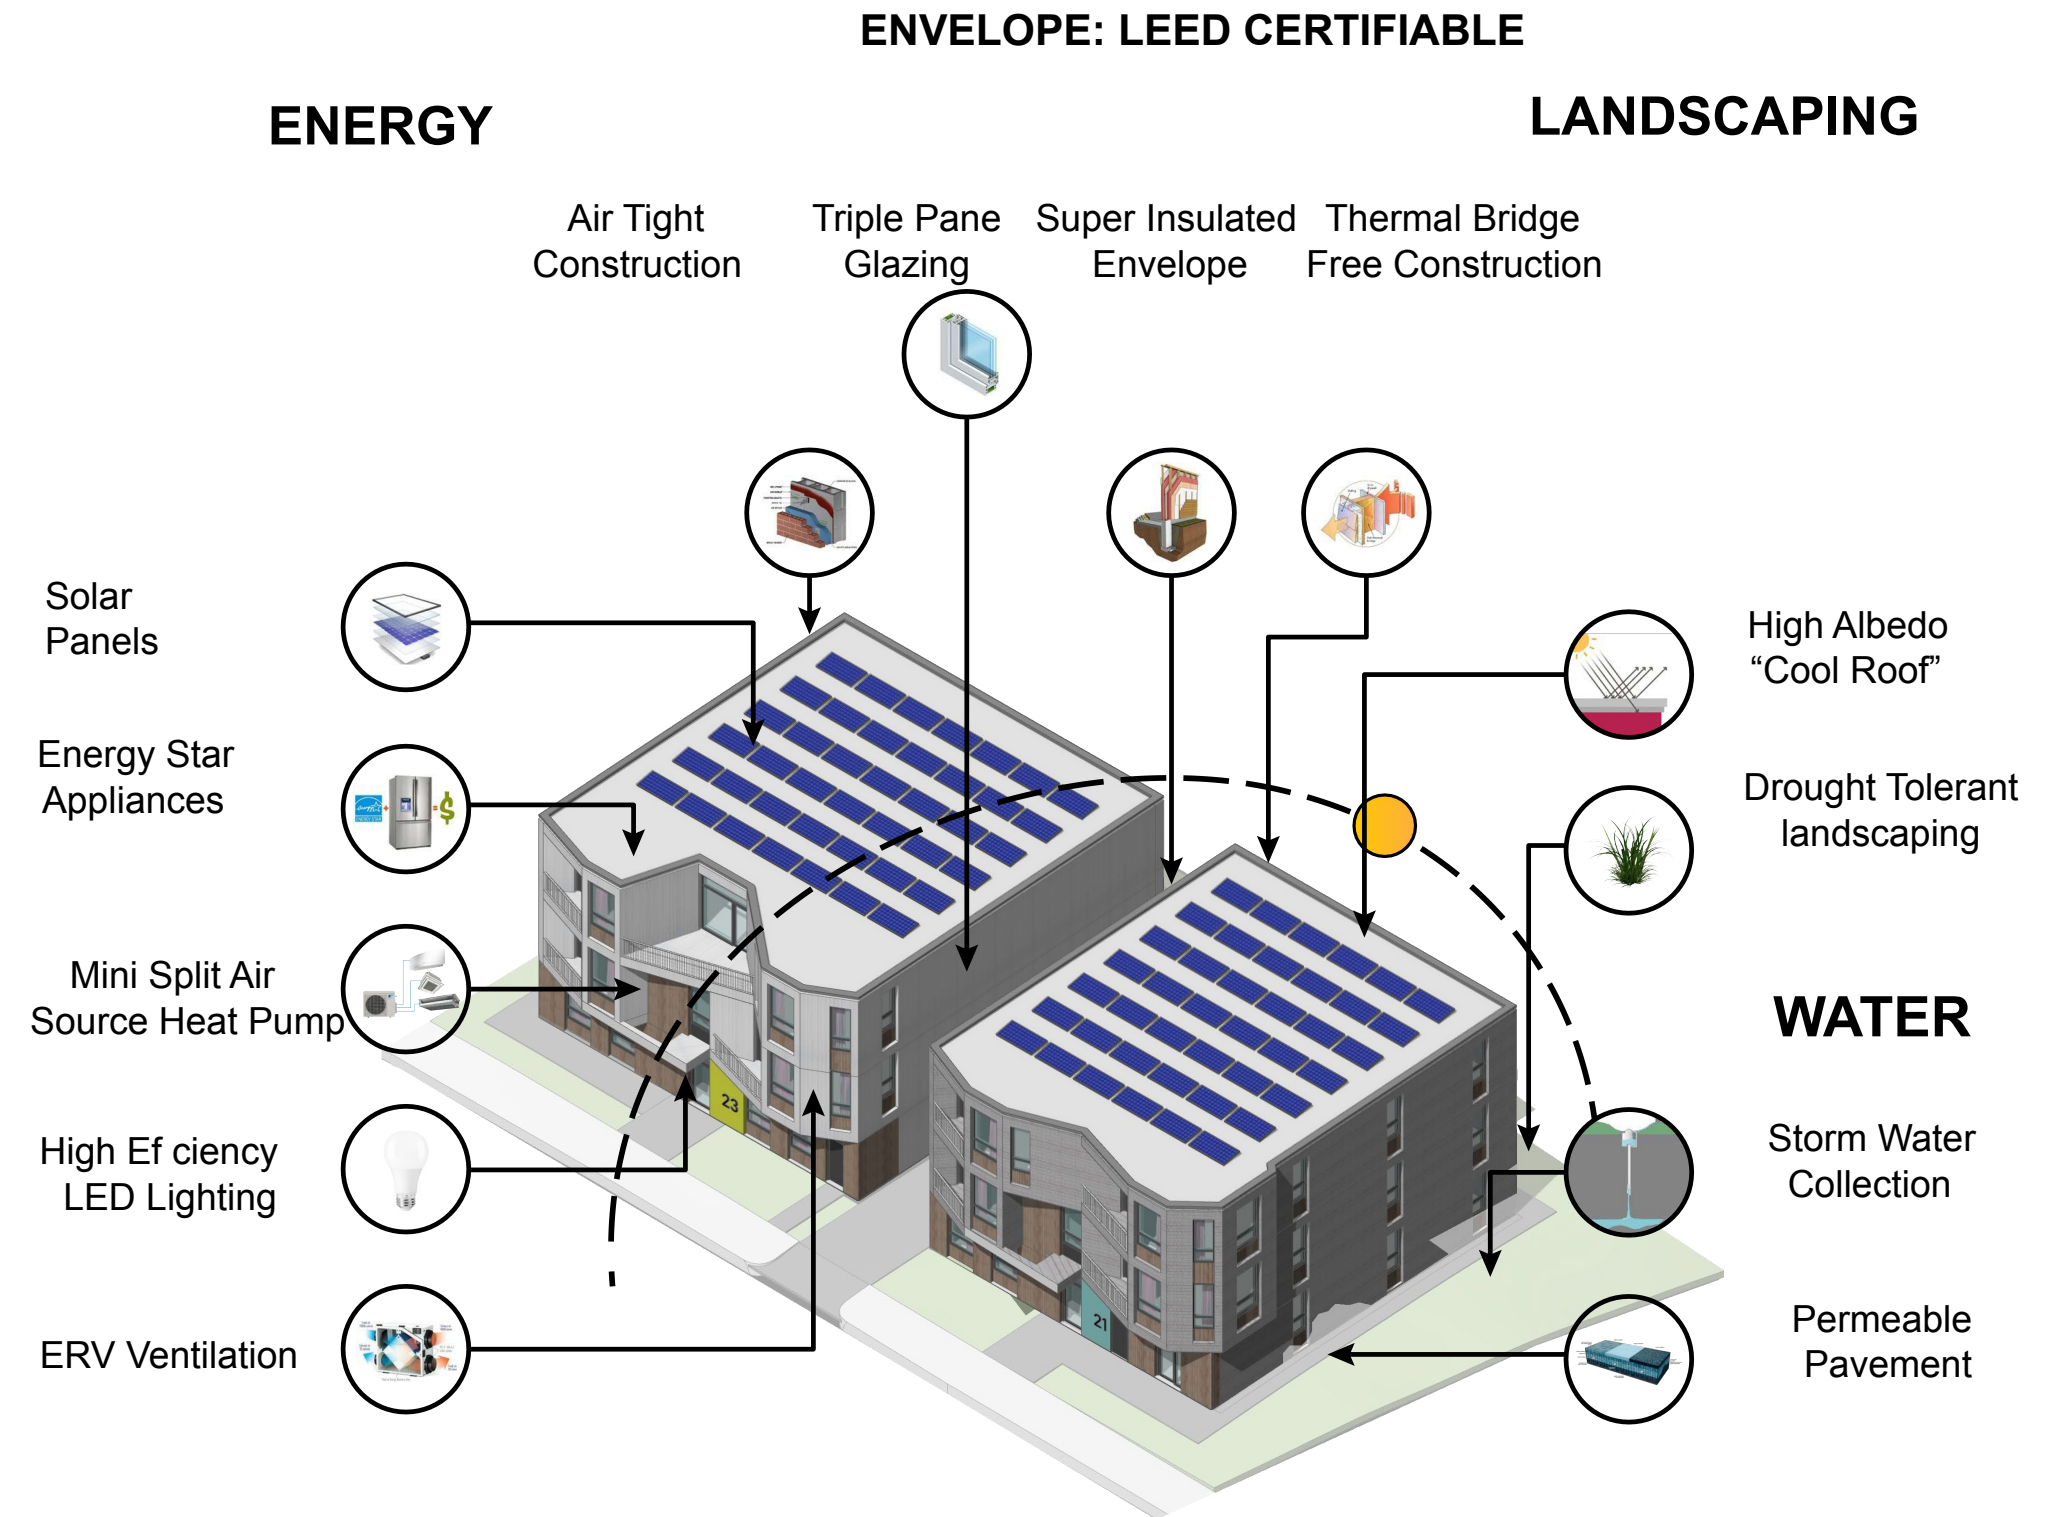 ENVELOPE: LEED CERTIFIABLE
ENERGY
LANDSCAPING
Air Tight
Construction
Triple Pane
Glazing
Super Insulated
Envelope
Thermal Bridge
Free Construction
Solar
Panels
High Albedo
“Cool Roof”
Energy Star
Appliances
Drought Tolerant
landscaping
Mini Split Air
Source Heat Pump
WATER
23
High Ef ciency
LED Lighting
Storm Water
Collection
21
ERV Ventilation
Permeable
Pavement